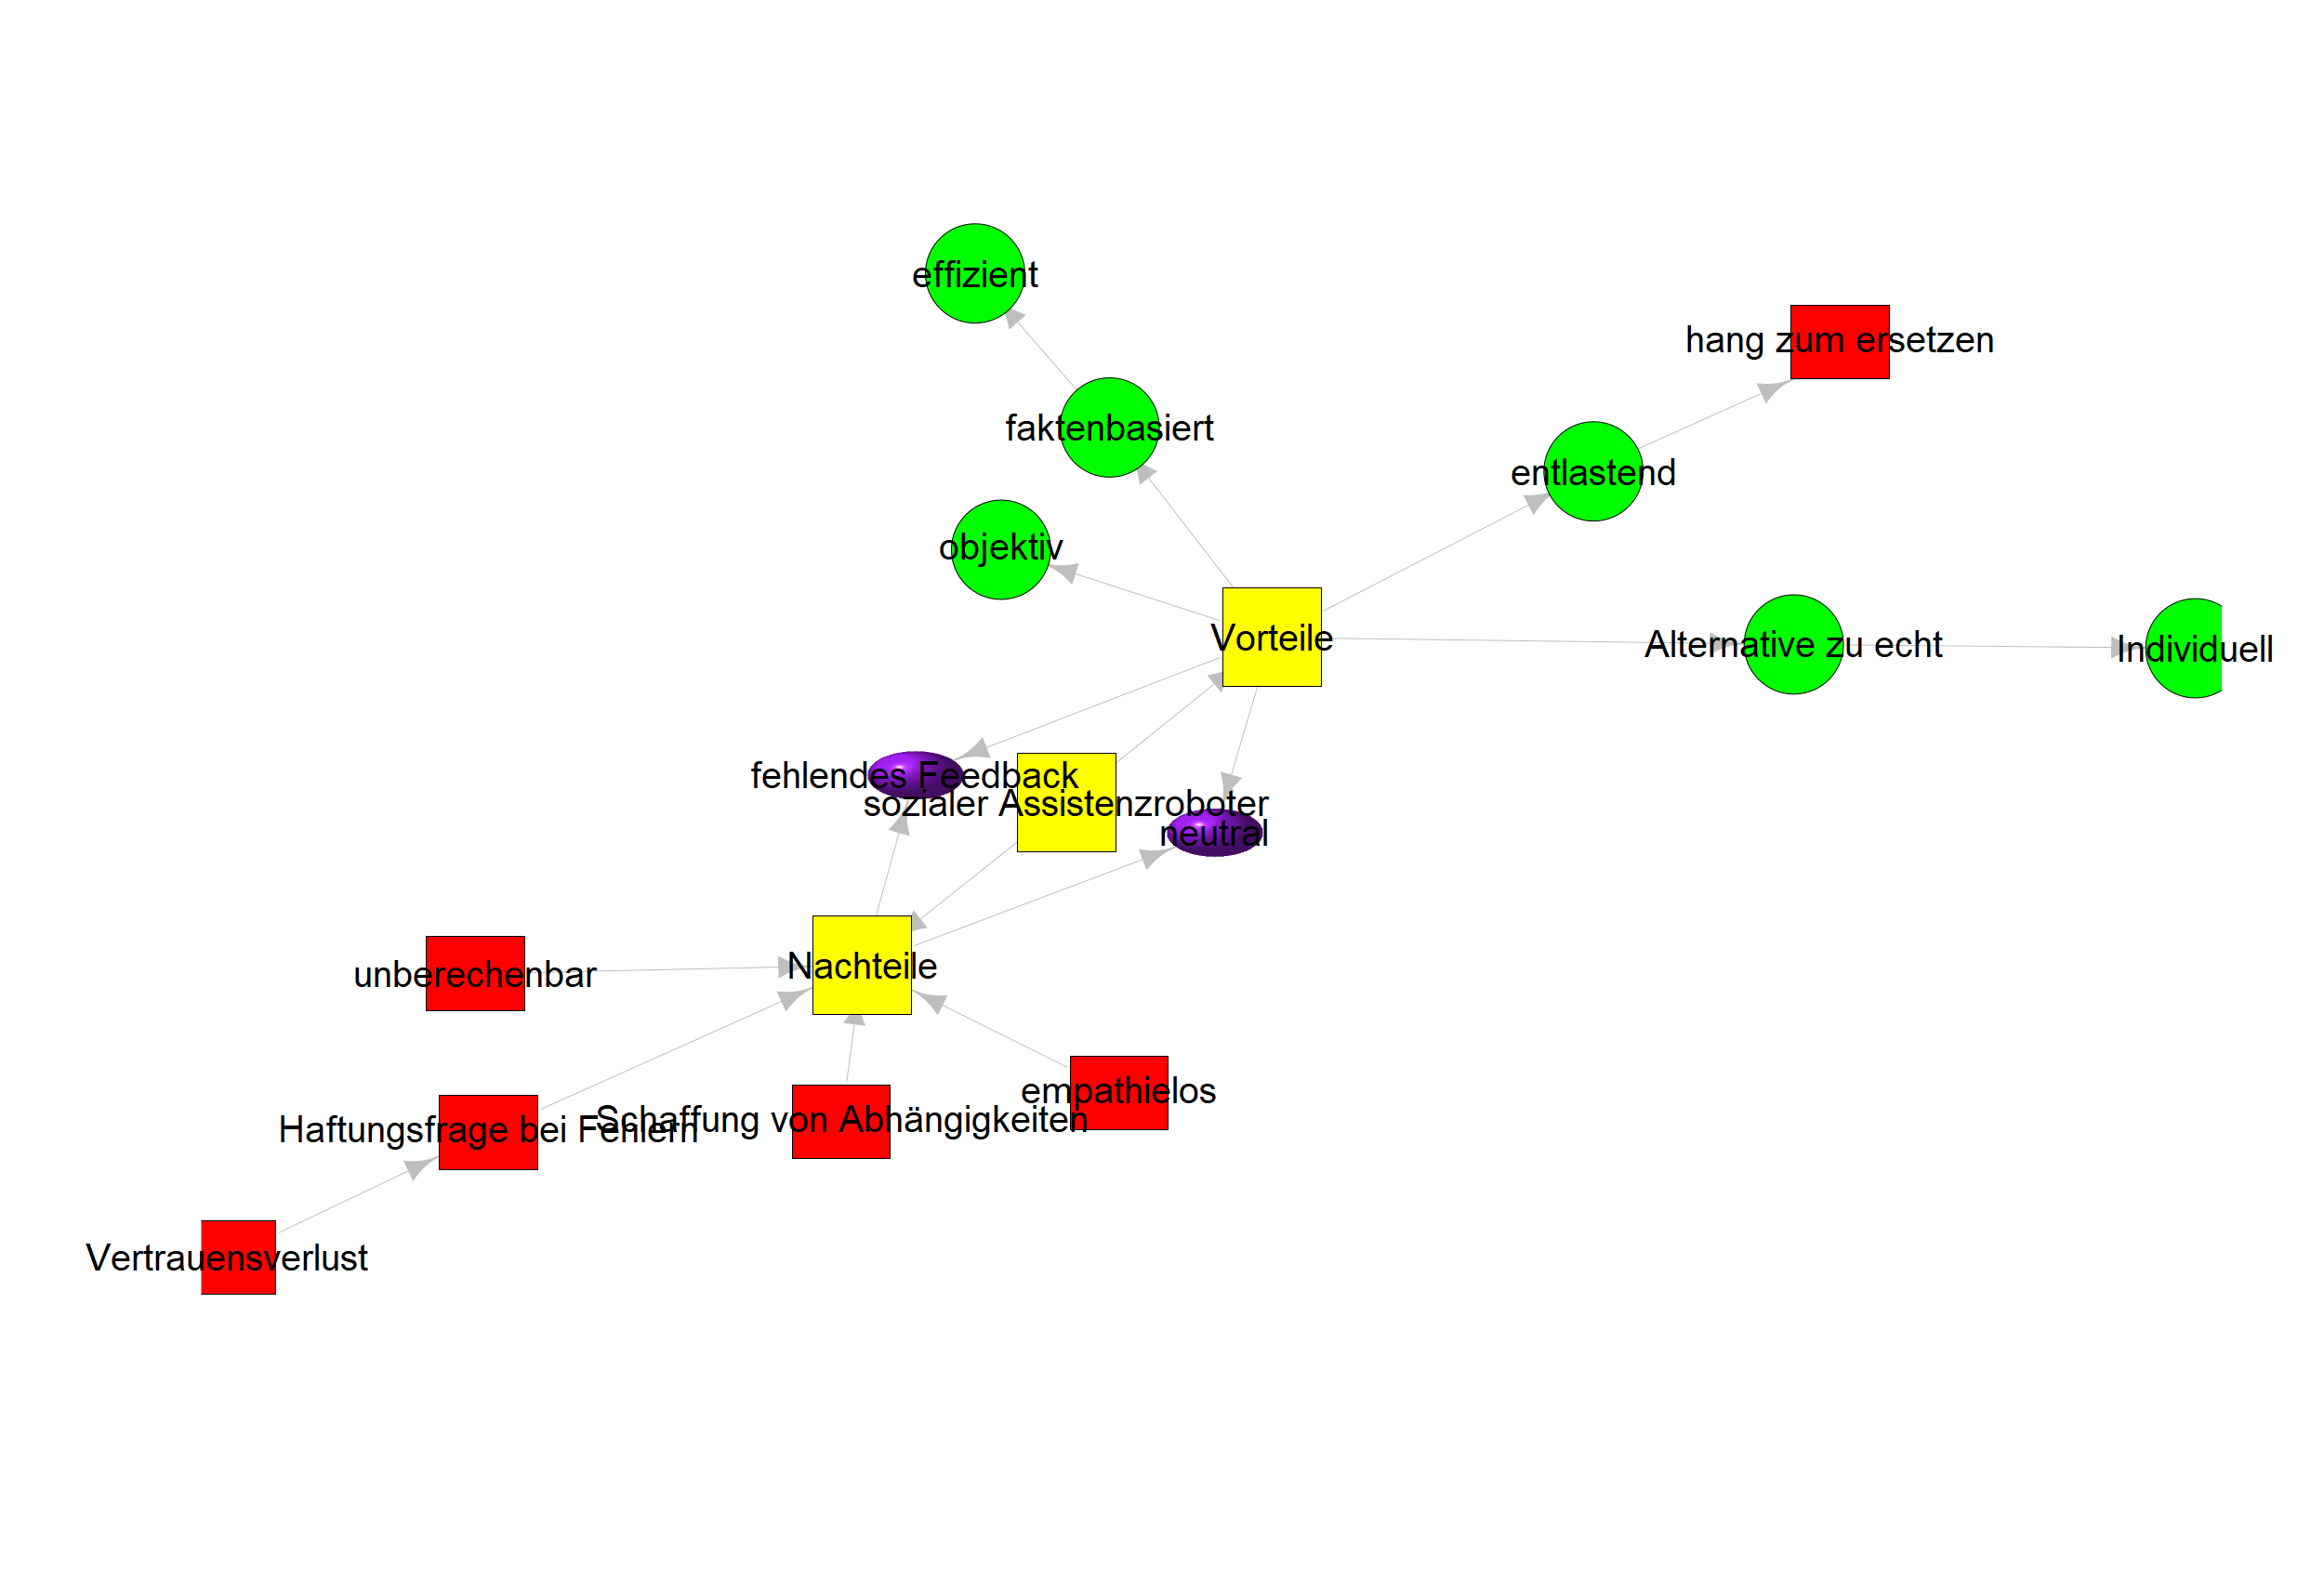 effizient
hang zum ersetzen
faktenbasiert
entlastend
objektiv
Vorteile
Alternative zu echt
Individuell
fehlendes Feedback
sozialer Assistenzroboter
neutral
Nachteile
unberechenbar
empathielos
Schaffung von Abhängigkeiten
Haftungsfrage bei Fehlern
Vertrauensverlust